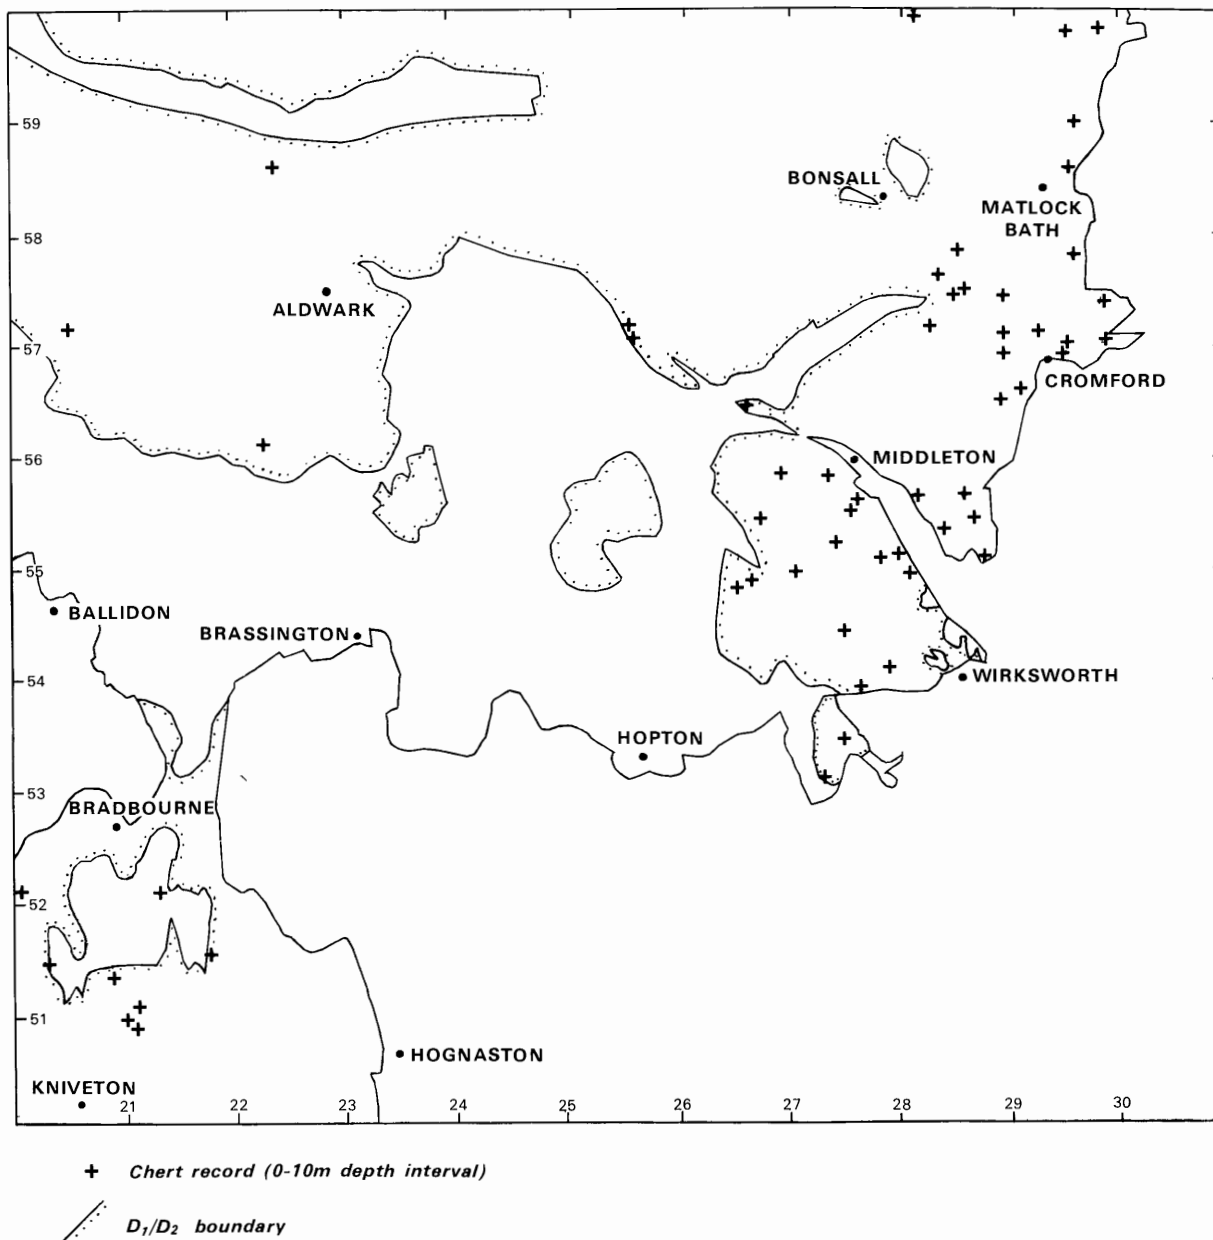 59
BONSALL
MATLOCK
BATH
58
ALDWARK
57
CROMFORD
56
MIDDLETON
55
BALLIDON
BRASSINGTON
54
WIRKSWORTH
HOPTON
53
BRADBOURNE
52
51
HOGNASTON
KNIVETON
21 22 23 24 25 26 27 28 29 30
+ Chert record (0-10m depth interval)
D₁/D₂ boundary